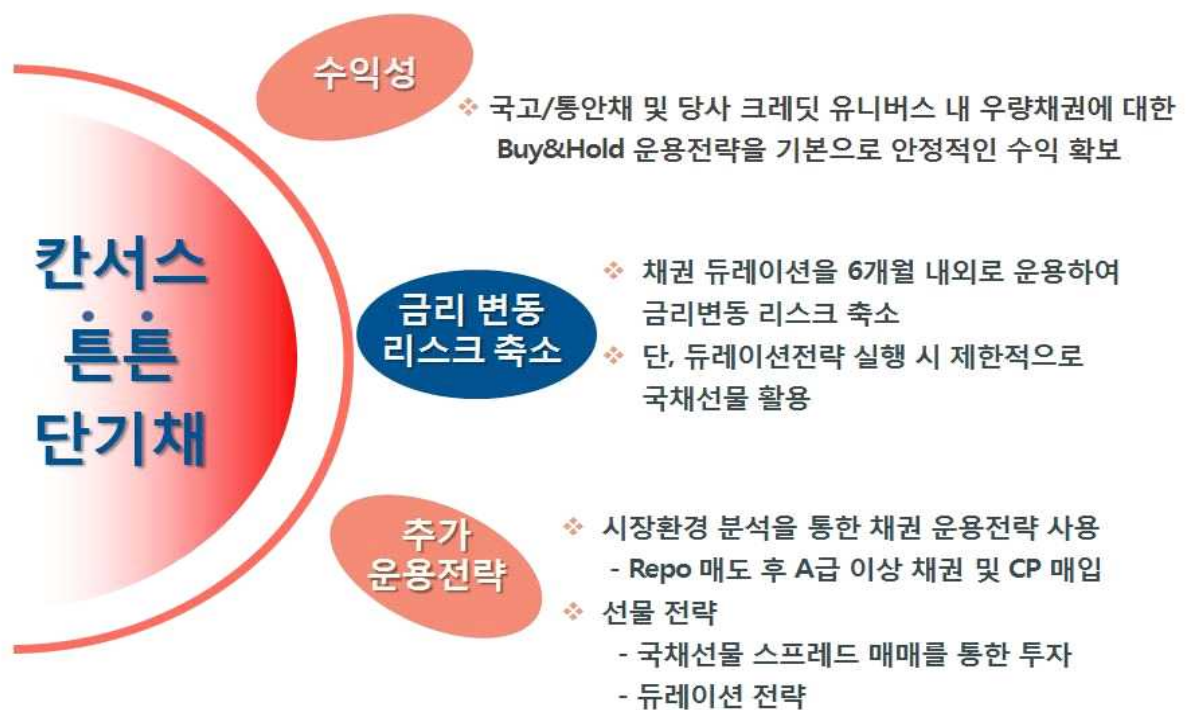 칸서스
튼튼
단기채
수익성
❖ 국고/통안채 및 당사 크레딧 유니버스 내 우량채권에 대한
Buy&Hold 운용전략을 기본으로 안정적인 수익 확보
금리 변동
리스크 축소
❖ 채권 듀레이션을 6개월 내외로 운용하여
금리변동 리스크 축소
❖ 단, 듀레이션전략 실행 시 제한적으로
국채선물 활용
추가
운용전략
❖ 시장환경 분석을 통한 채권 운용전략 사용
- Repo 매도 후 A급 이상 채권 및 CP 매입
❖ 선물 전략
- 국채선물 스프레드 매매를 통한 투자
- 듀레이션 전략